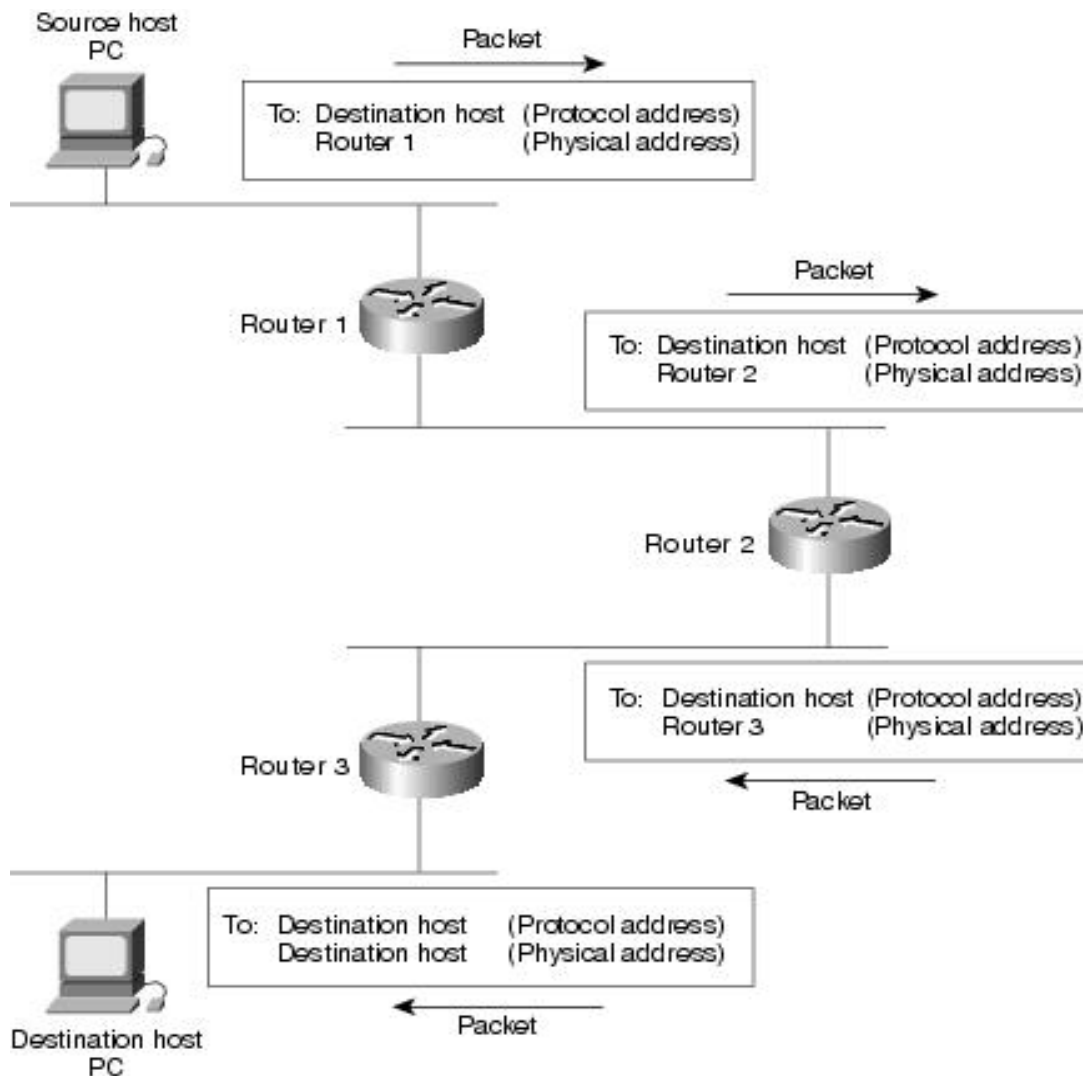 Source host
PC
Packet
To: Destination host (Protocol address)
Router 1 (Physical address)
Router 1
Packet
To: Destination host (Protocol address)
Router 2 (Physical address)
Router 2
To: Destination host (Protocol address)
Router 3 (Physical address)
Router 3
Packet
To: Destination host (Protocol address)
Destination host (Physical address)
Packet
Destination host
PC